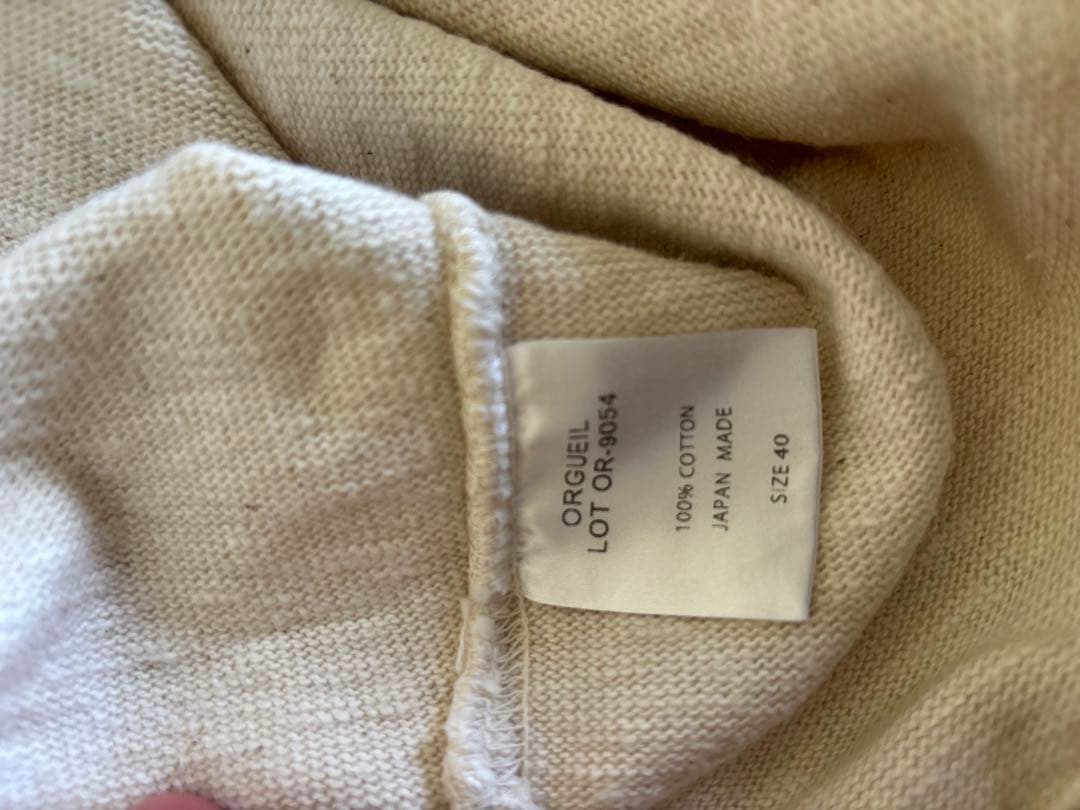 ORGUEIL
LOT OR-9054
100% COTTON
JAPAN MADE
SIZE 40